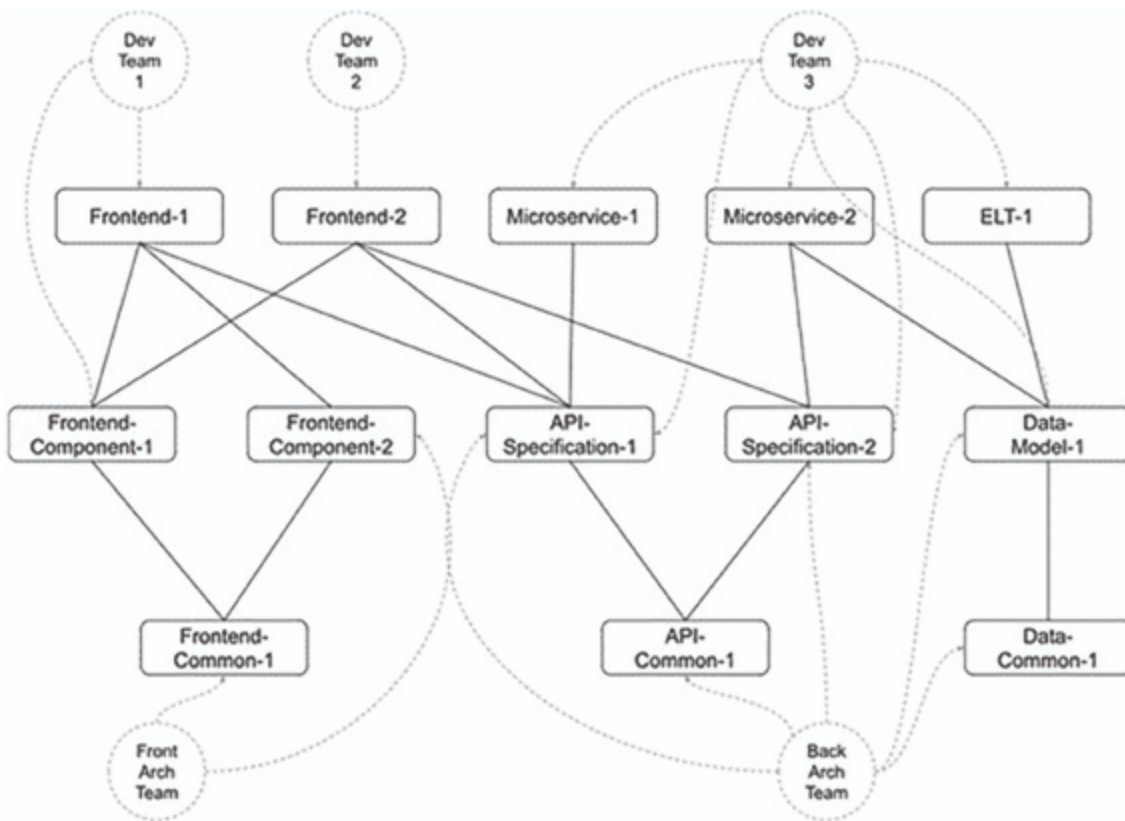 Dev
Team
1
Dev
Team
2
Dev
Team
3
Frontend-1
Frontend-2
Microservice-1
Microservice-2
ELT-1
Frontend-
Component-1
Frontend-
Component-2
API-
Specification-1
API-
Specification-2
Data-
Model-1
Frontend-
Common-1
API-
Common-1
Data-
Common-1
Front
Arch
Team
Back
Arch
Team